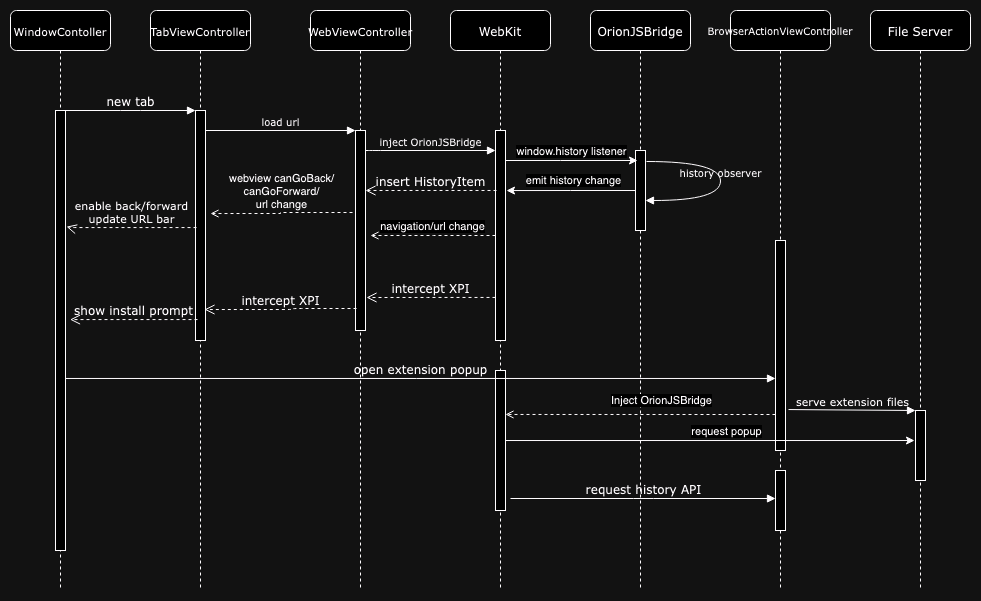 WindowContoller
TabViewController
WebViewController
WebKit
OrionJSBridge
BrowserActionViewController
File Server
new tab
load url
inject OrionJSBridge
window.history listener
history observer
emit history change
insert HistoryItem
webview canGoBack/
canGoForward/
url change
enable back/forward
update URL bar
navigation/url change
intercept XPI
intercept XPI
show install prompt
open extension popup
Inject OrionJSBridge
serve extension files
request popup
request history API